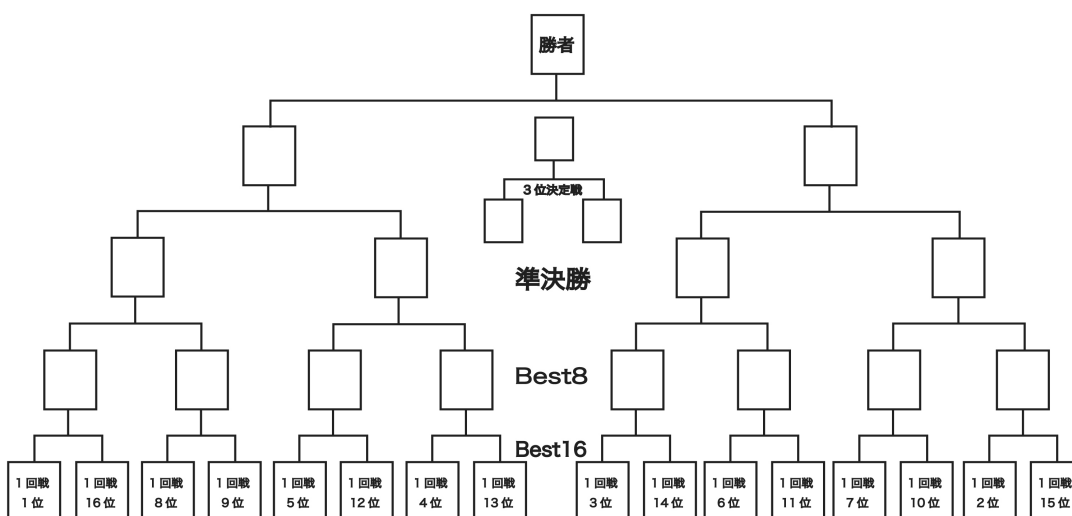 勝者
3位決定戦
準決勝
Best8
Best16
1回戦
1位
1回戦
16位
1回戦
8位
1回戦
9位
1回戦
5位
1回戦
12位
1回戦
4位
1回戦
13位
1回戦
3位
1回戦
14位
1回戦
6位
1回戦
11位
1回戦
7位
1回戦
10位
1回戦
2位
1回戦
15位